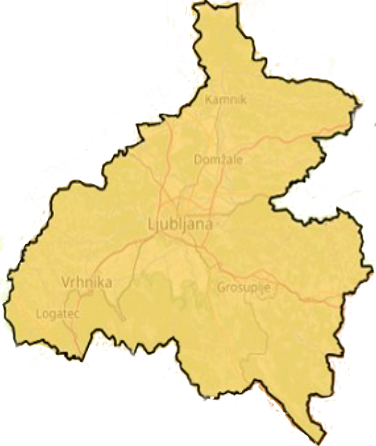 Kamnik
Domžale
Ljubljana
Vrhnika
Grosuplje
Logatec